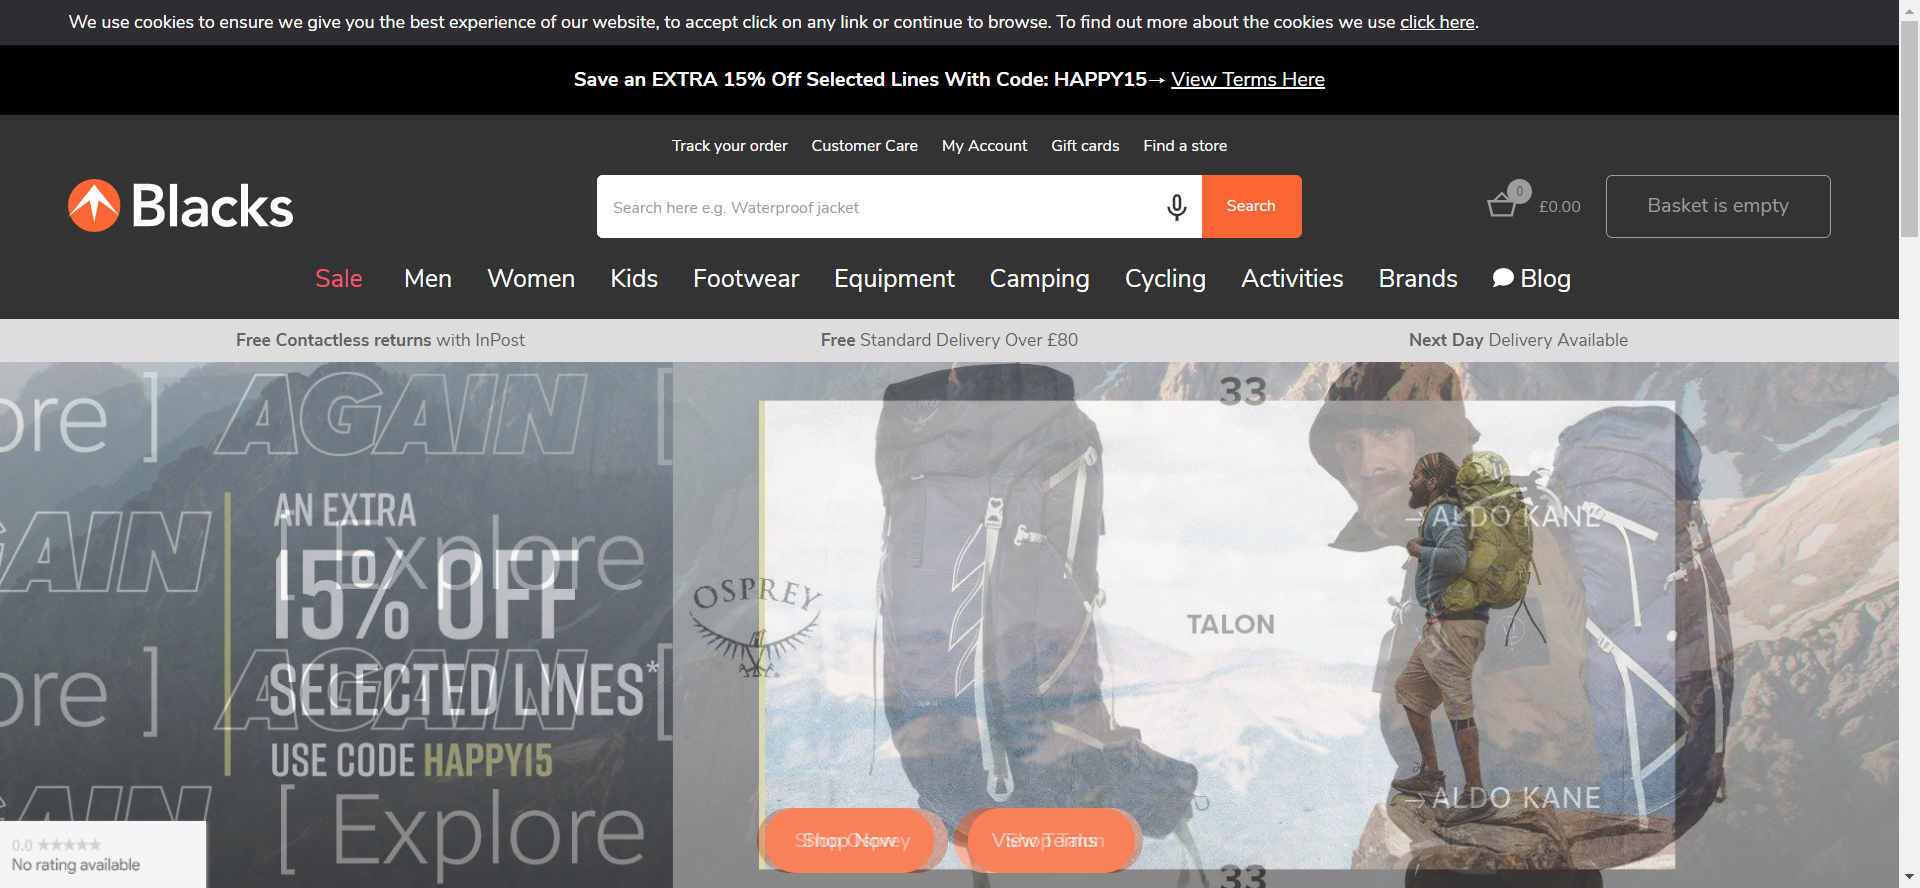 We use cookies to ensure we give you the best experience of our website, to accept click on any link or continue to browse. To find out more about the cookies we use click here.
Save an EXTRA 15% Off Selected Lines With Code: HAPPY15→ View Terms Here
Track your order Customer Care My Account Gift cards Find a store
Blacks
Search here e.g. Waterproof jacket
Search
0
£0.00
Basket is empty
Sale Men Women Kids Footwear Equipment Camping Cycling Activities Brands Blog
Free Contactless returns with InPost
Free Standard Delivery Over £80
Next Day Delivery Available
ore ] AGAIN [
33
AN EXTRA
→ ALDO KANE
AGAIN [ Explore
15% OFF
OSPREY
TALON
ore ] AGAIN [
SELECTED LINES*
USE CODE HAPPY15
→ ALDO KANE
AGAIN [ Explore
Shop Now
Shop Osprey
View Terms
Shop Talon
0.0 ★★★★★
No rating available
33